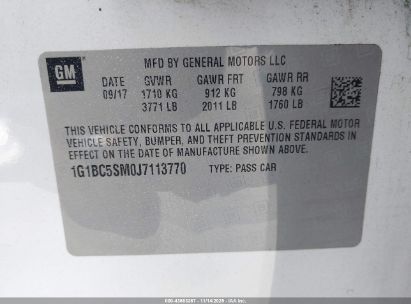 GM
MFD BY GENERAL MOTORS LLC
DATE GVWR GAWR FRT GAWR RR
09/17 1710 KG 912 KG 798 KG
3771 LB 2011 LB 1760 LB
THIS VEHICLE CONFORMS TO ALL APPLICABLE U.S. FEDERAL MOTOR
VEHICLE SAFETY, BUMPER, AND THEFT PREVENTION STANDARDS IN
EFFECT ON THE DATE OF MANUFACTURE SHOWN ABOVE.
1G1BC5SM0J7113770 TYPE: PASS CAR